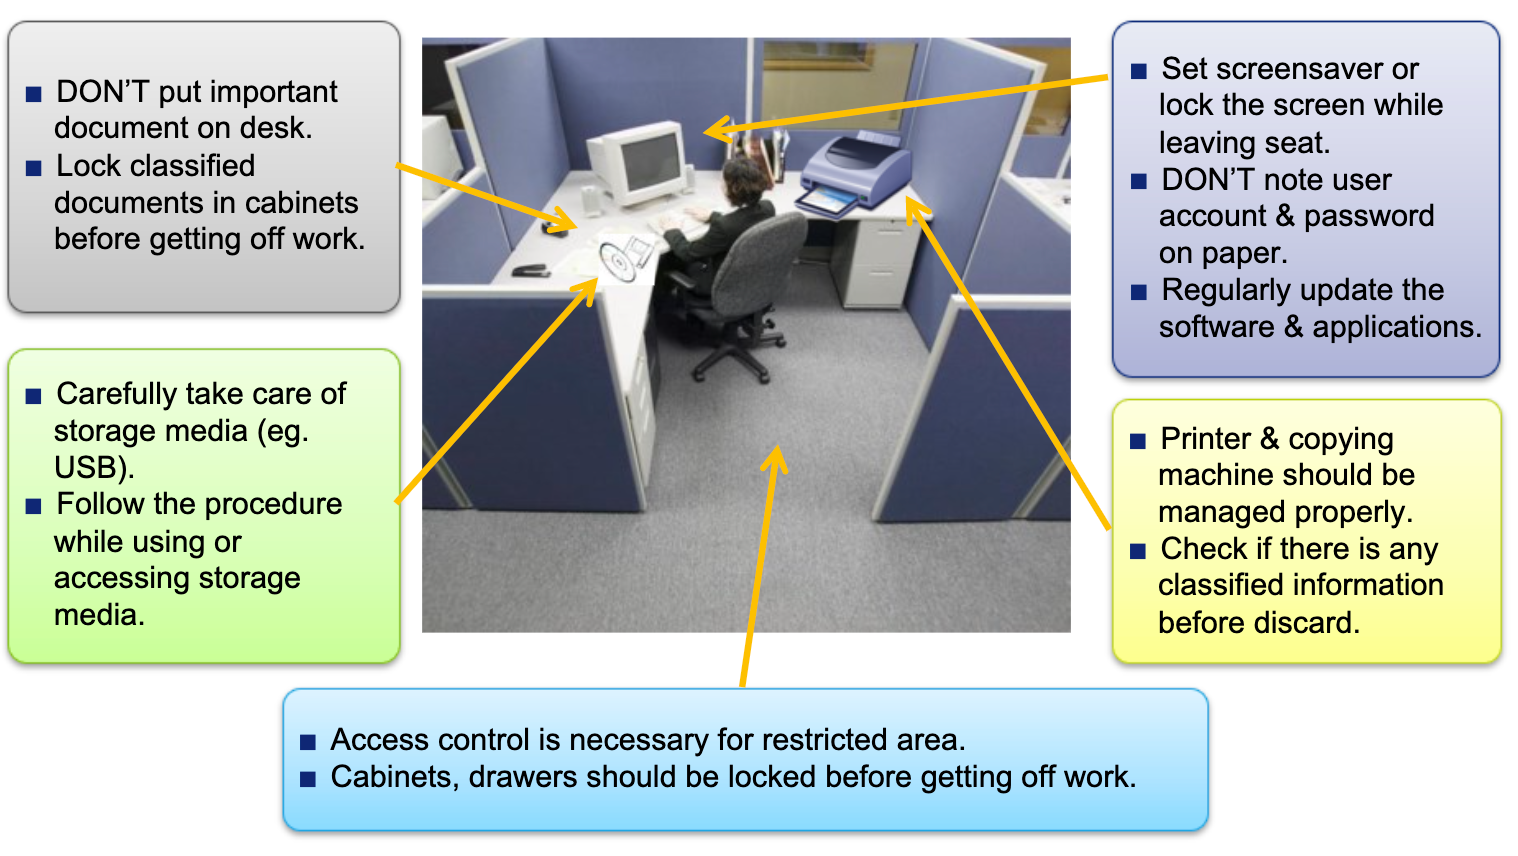 ■ DON’T put important
document on desk.
■ Lock classified
documents in cabinets
before getting off work.
■ Carefully take care of
storage media (eg.
USB).
■ Follow the procedure
while using or
accessing storage
media.
■ Set screensaver or
lock the screen while
leaving seat.
■ DON’T note user
account & password
on paper.
■ Regularly update the
software & applications.
■ Printer & copying
machine should be
managed properly.
■ Check if there is any
classified information
before discard.
■ Access control is necessary for restricted area.
■ Cabinets, drawers should be locked before getting off work.